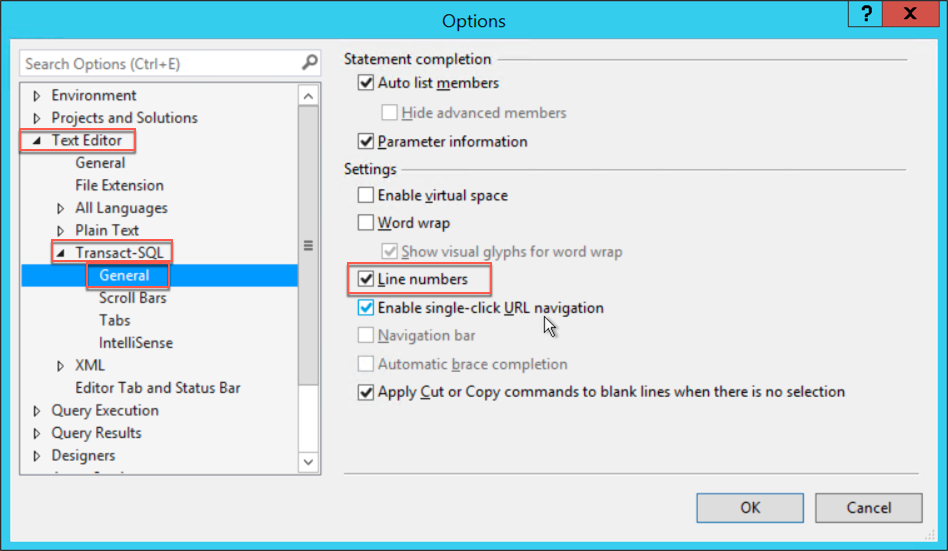 Options
?
X
Search Options (Ctrl+E)
Environment
Projects and Solutions
Text Editor
General
File Extension
All Languages
Plain Text
Transact-SQL
General
Scroll Bars
Tabs
IntelliSense
XML
Editor Tab and Status Bar
Query Execution
Query Results
Designers
Statement completion
Auto list members
Hide advanced members
Parameter information
Settings
Enable virtual space
Word wrap
Show visual glyphs for word wrap
Line numbers
Enable single-click URL navigation
Navigation bar
Automatic brace completion
Apply Cut or Copy commands to blank lines when there is no selection
OK
Cancel